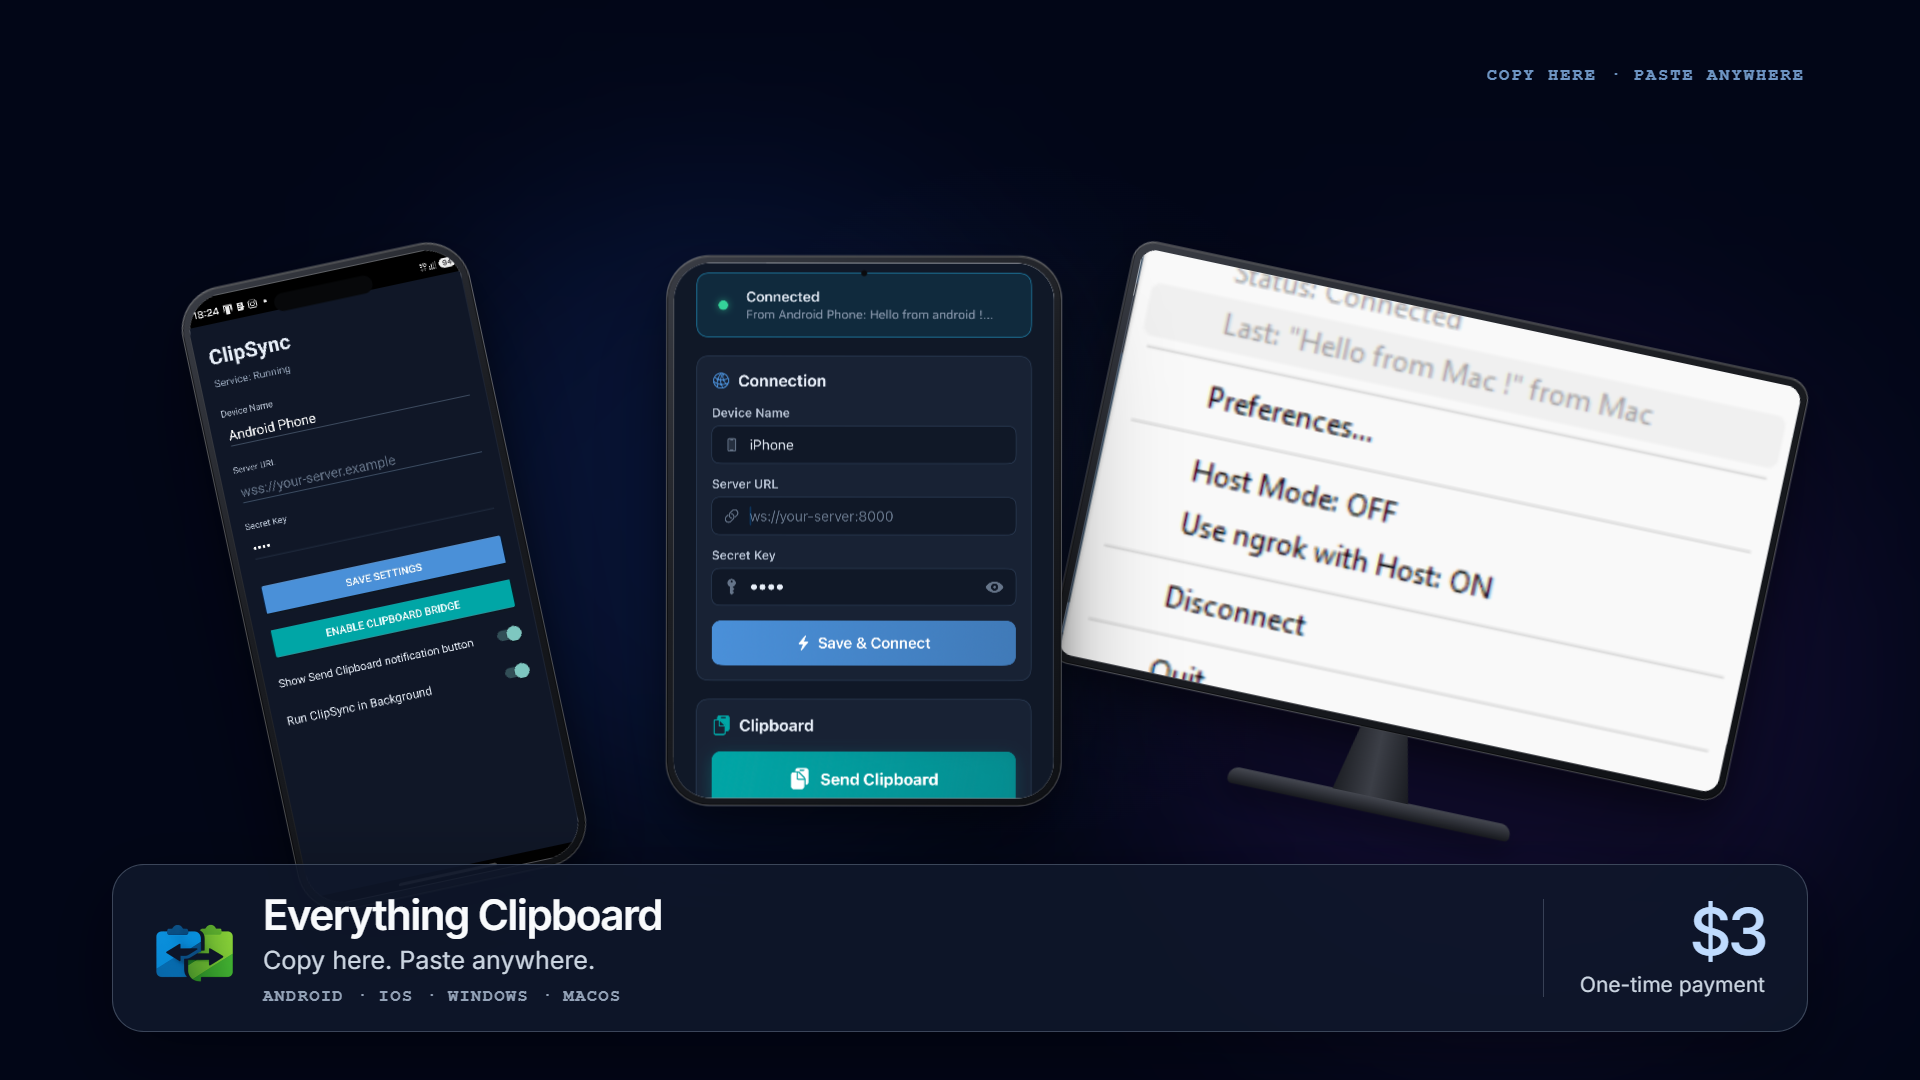 COPY HERE · PASTE ANYWHERE
18:24
ClipSync
Service: Running
Device Name
Android Phone
Server URL
wss://your-server.example
Secret Key
••••
SAVE SETTINGS
ENABLE CLIPBOARD BRIDGE
Show Send Clipboard notification button
Run ClipSync in Background
Connected
From Android Phone: Hello from android !...
Connection
Device Name
iPhone
Server URL
ws://your-server:8000
Secret Key
••••
Save & Connect
Clipboard
Send Clipboard
Status: Connected
Last: "Hello from Mac !" from Mac
Preferences...
Host Mode: OFF
Use ngrok with Host: ON
Disconnect
Quit
Everything Clipboard
Copy here. Paste anywhere.
ANDROID · IOS · WINDOWS · MACOS
$3
One-time payment